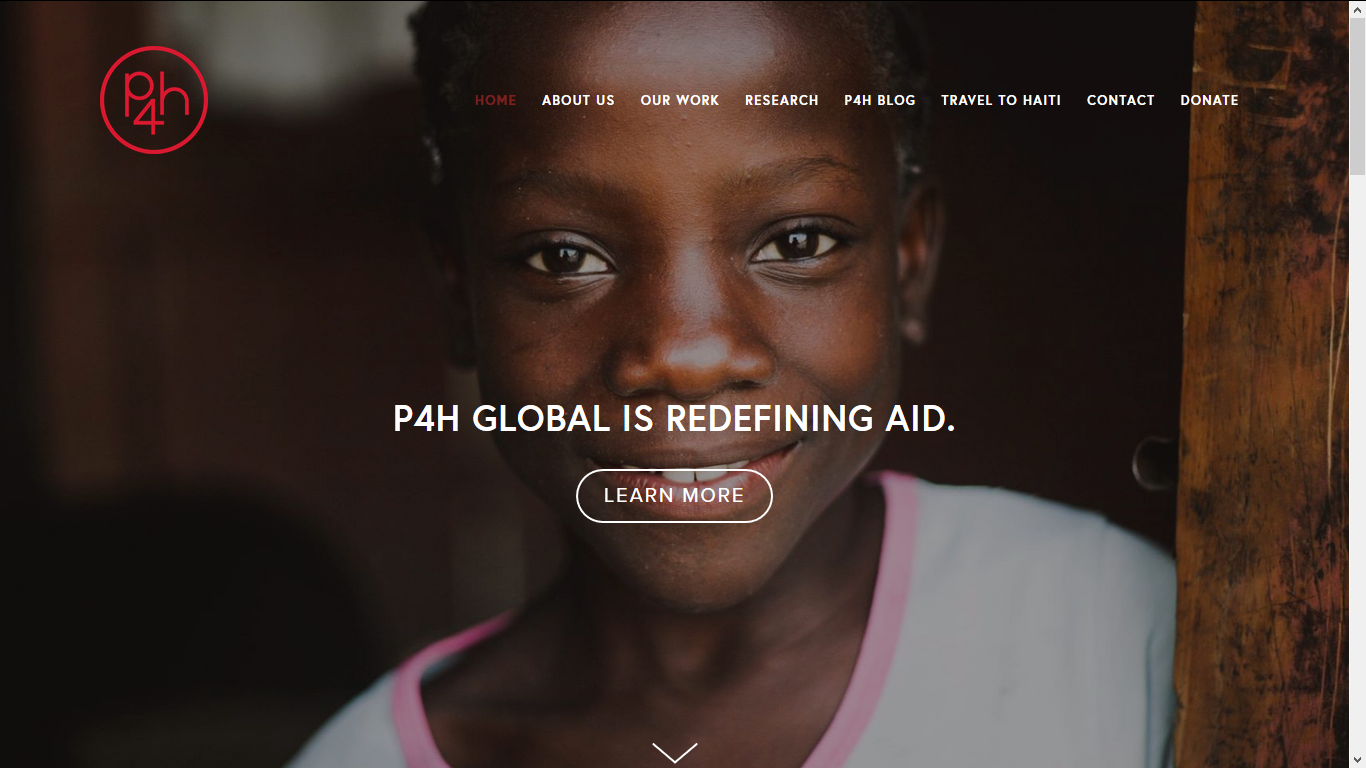 p4h
HOME ABOUT US OUR WORK RESEARCH P4H BLOG TRAVEL TO HAITI CONTACT DONATE
P4H GLOBAL IS REDEFINING AID.
LEARN MORE